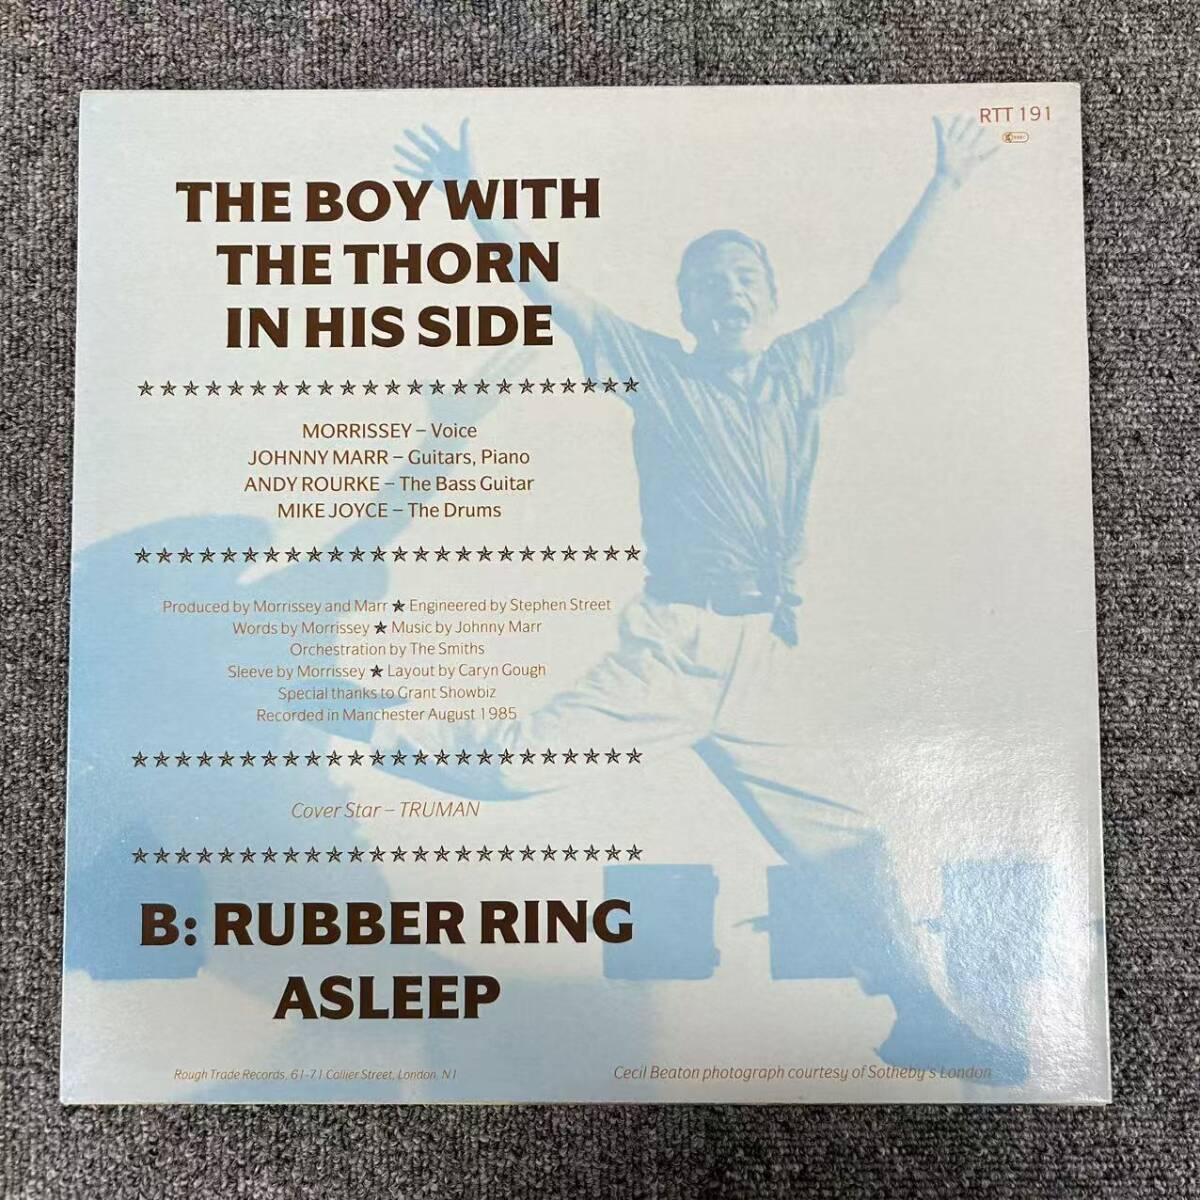 RTT 191
THE BOY WITH
THE THORN
IN HIS SIDE
MORRISSEY – Voice
JOHNNY MARR – Guitars, Piano
ANDY ROURKE – The Bass Guitar
MIKE JOYCE – The Drums
Produced by Morrissey and Marr ★ Engineered by Stephen Street
Words by Morrissey ★ Music by Johnny Marr
Orchestration by The Smiths
Sleeve by Morrissey ★ Layout by Caryn Gough
Special thanks to Grant Showbiz
Recorded in Manchester August 1985
Cover Star – TRUMAN
B: RUBBER RING
ASLEEP
Rough Trade Records, 61-71 Collier Street, London, N1
Cecil Beaton photograph courtesy of Sotheby's London